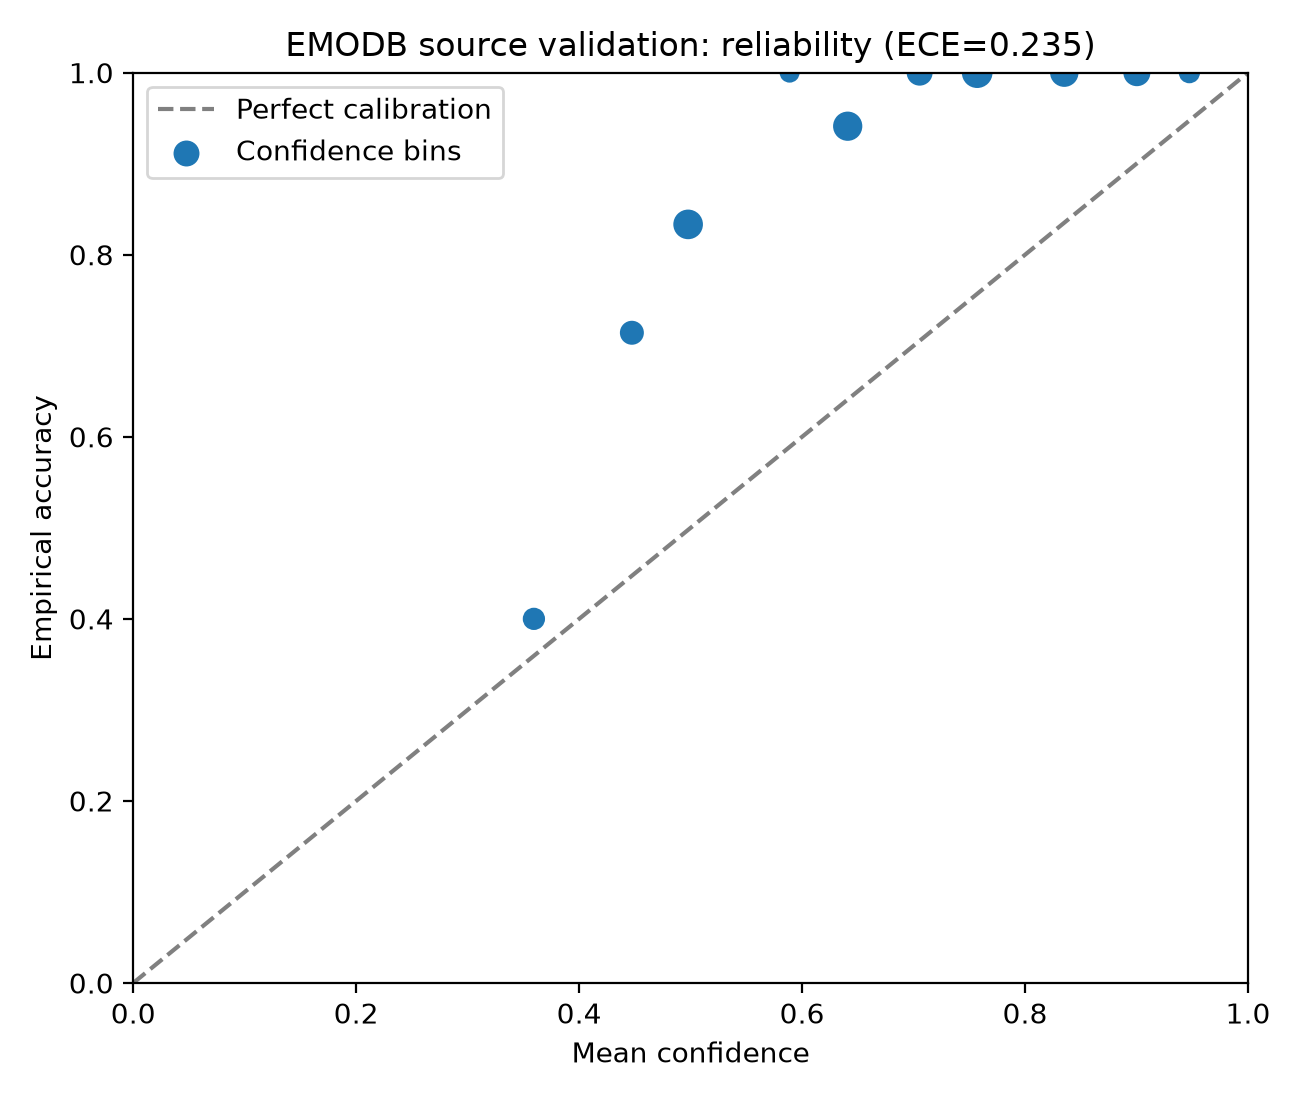 EMODB source validation: reliability (ECE=0.235)
Perfect calibration
Confidence bins
1.0
0.8
0.6
0.4
0.2
0.0
Empirical accuracy
0.0 0.2 0.4 0.6 0.8 1.0
Mean confidence